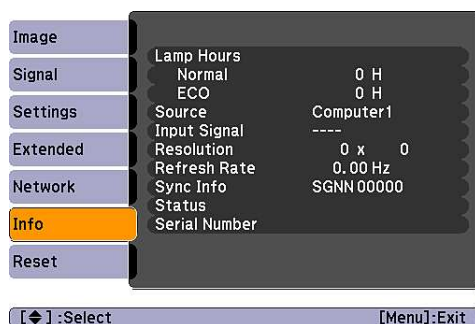 Image
Signal
Settings
Extended
Network
Info
Reset
Lamp Hours
Normal 0 H
ECO 0 H
Source Computer1
Input Signal ----
Resolution 0 x 0
Refresh Rate 0.00 Hz
Sync Info SGNN 00000
Status
Serial Number
[◆] :Select [Menu]:Exit